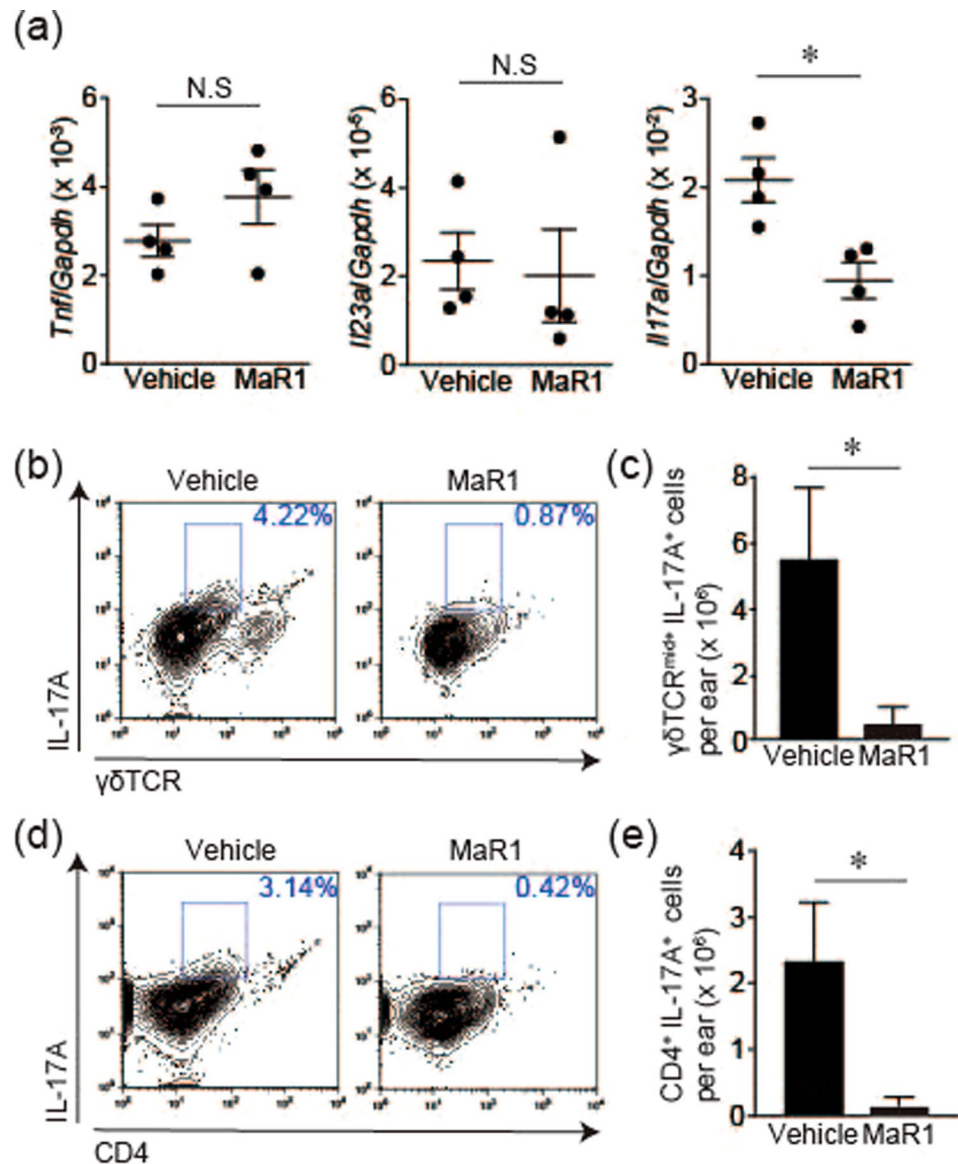 (a)
N.S
N.S
*
Tnf/Gapdh (x 10⁻³)
6
4
2
0
Vehicle MaR1
Il23a/Gapdh (x 10⁻⁵)
6
4
2
0
Vehicle MaR1
Il17a/Gapdh (x 10⁻²)
3
2
1
0
Vehicle MaR1
(b)
Vehicle
MaR1
4.22%
0.87%
IL-17A
γδTCR
(c)
*
γδTCRᵐⁱᵈ⁺ IL-17A⁺ cells
per ear (x 10⁶)
8
6
4
2
0
Vehicle MaR1
(d)
Vehicle
MaR1
3.14%
0.42%
IL-17A
CD4
(e)
*
CD4⁺ IL-17A⁺ cells
per ear (x 10⁶)
4
3
2
1
0
Vehicle MaR1